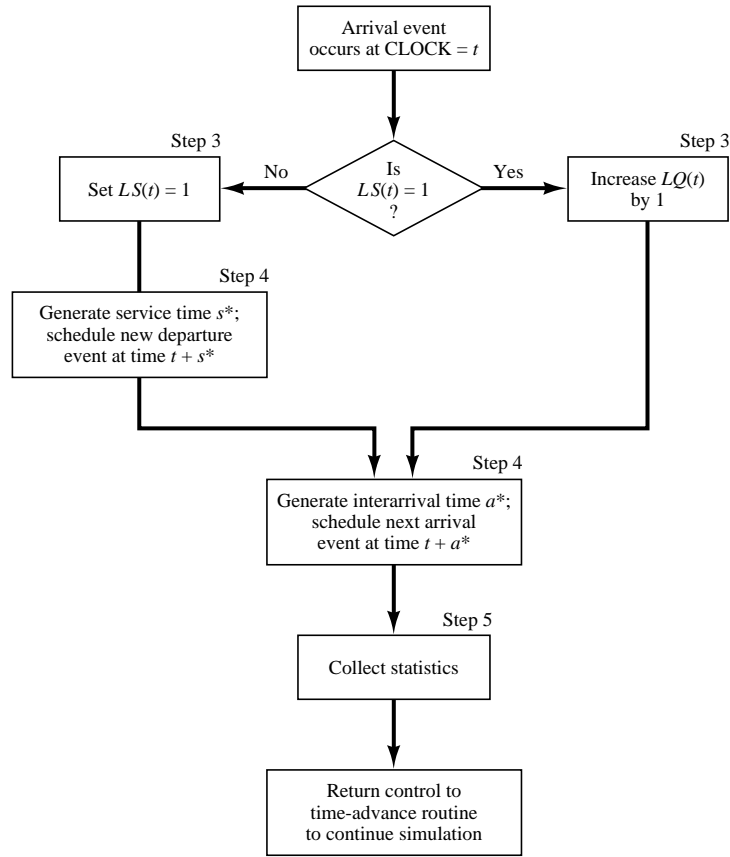 Arrival event
occurs at CLOCK = t
Step 3
Set LS(t) = 1
No
Is
LS(t) = 1
?
Yes
Step 3
Increase LQ(t)
by 1
Step 4
Generate service time s*;
schedule new departure
event at time t + s*
Step 4
Generate interarrival time a*;
schedule next arrival
event at time t + a*
Step 5
Collect statistics
Return control to
time-advance routine
to continue simulation